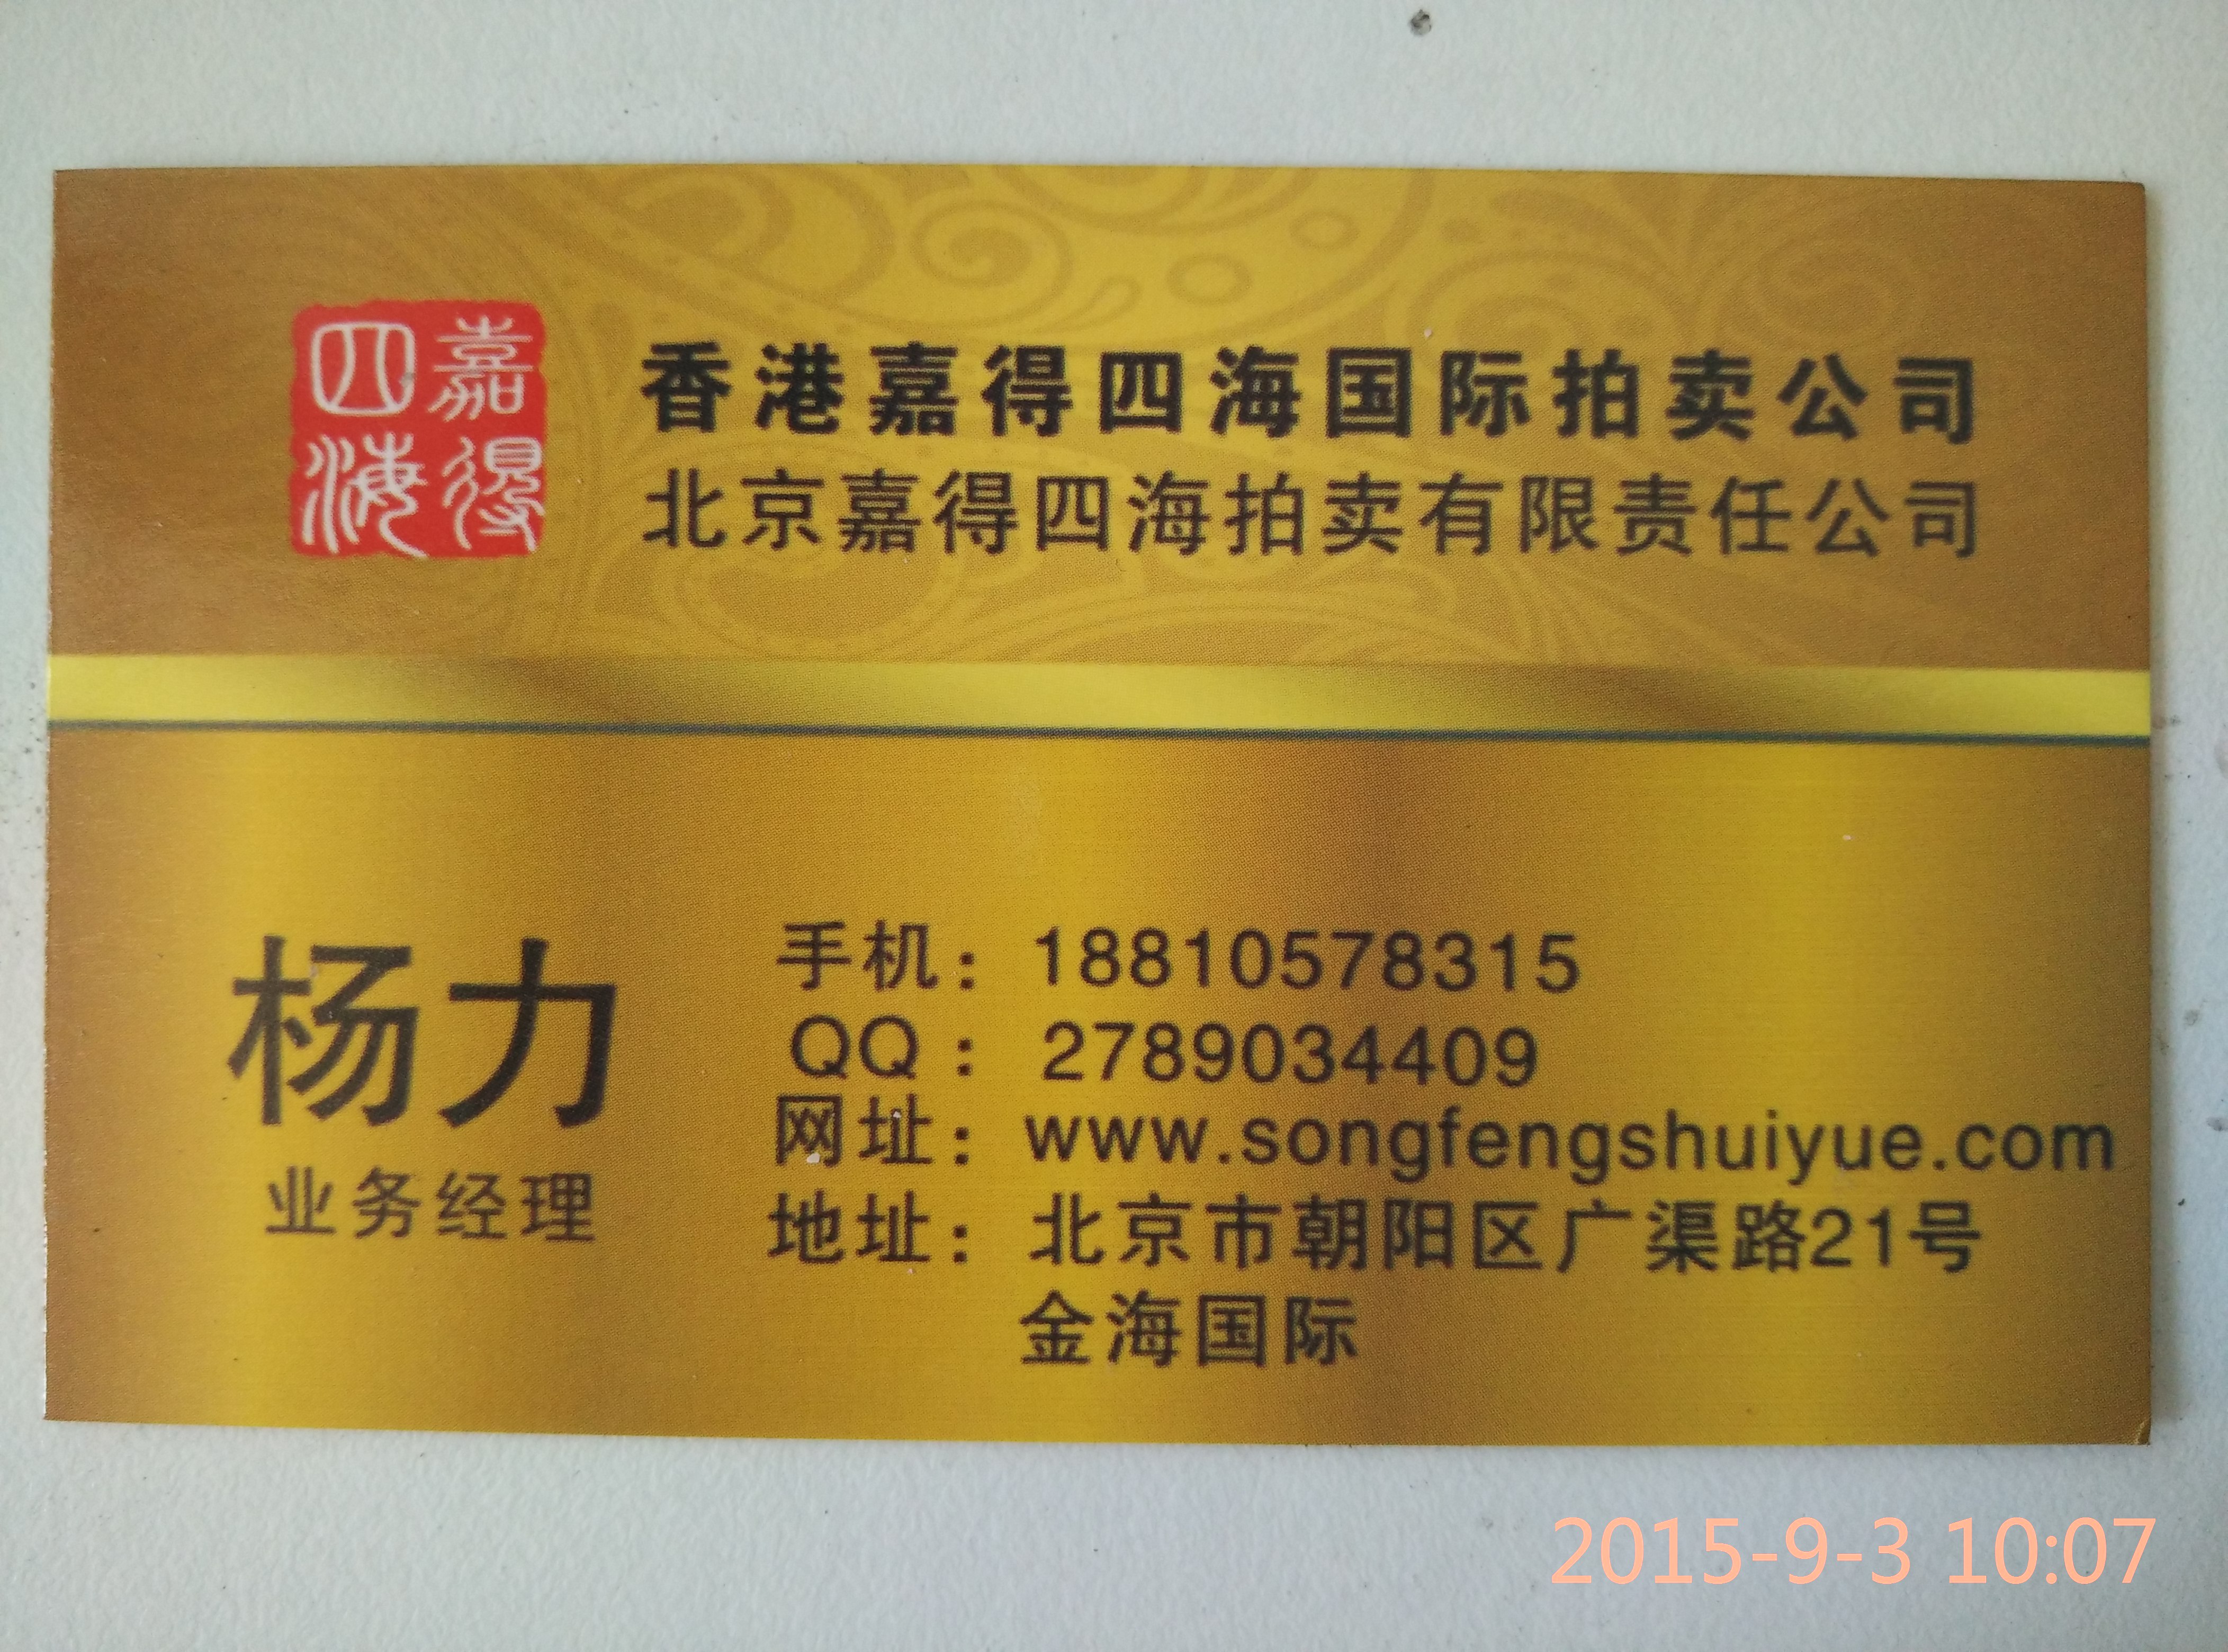 嘉得
四海
香港嘉得四海国际拍卖公司
北京嘉得四海拍卖有限责任公司
杨力
业务经理
手机：18810578315
QQ：2789034409
网址：www.songfengshuiyue.com
地址：北京市朝阳区广渠路21号
金海国际
2015-9-3 10:07